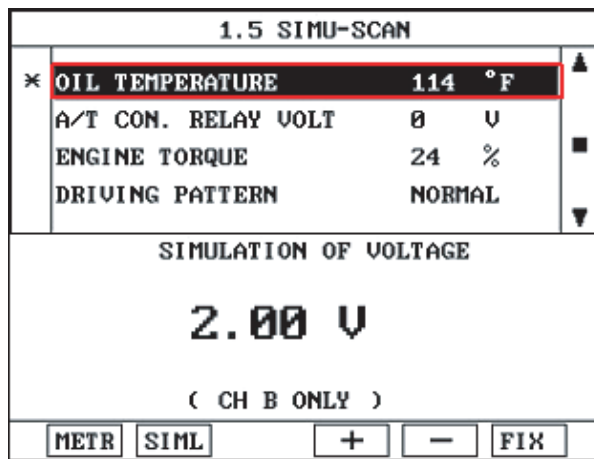 1.5 SIMU-SCAN
* OIL TEMPERATURE 114 °F
A/T CON. RELAY VOLT 0 V
ENGINE TORQUE 24 %
DRIVING PATTERN NORMAL
SIMULATION OF VOLTAGE
2.00 V
( CH B ONLY )
METR SIML + - FIX